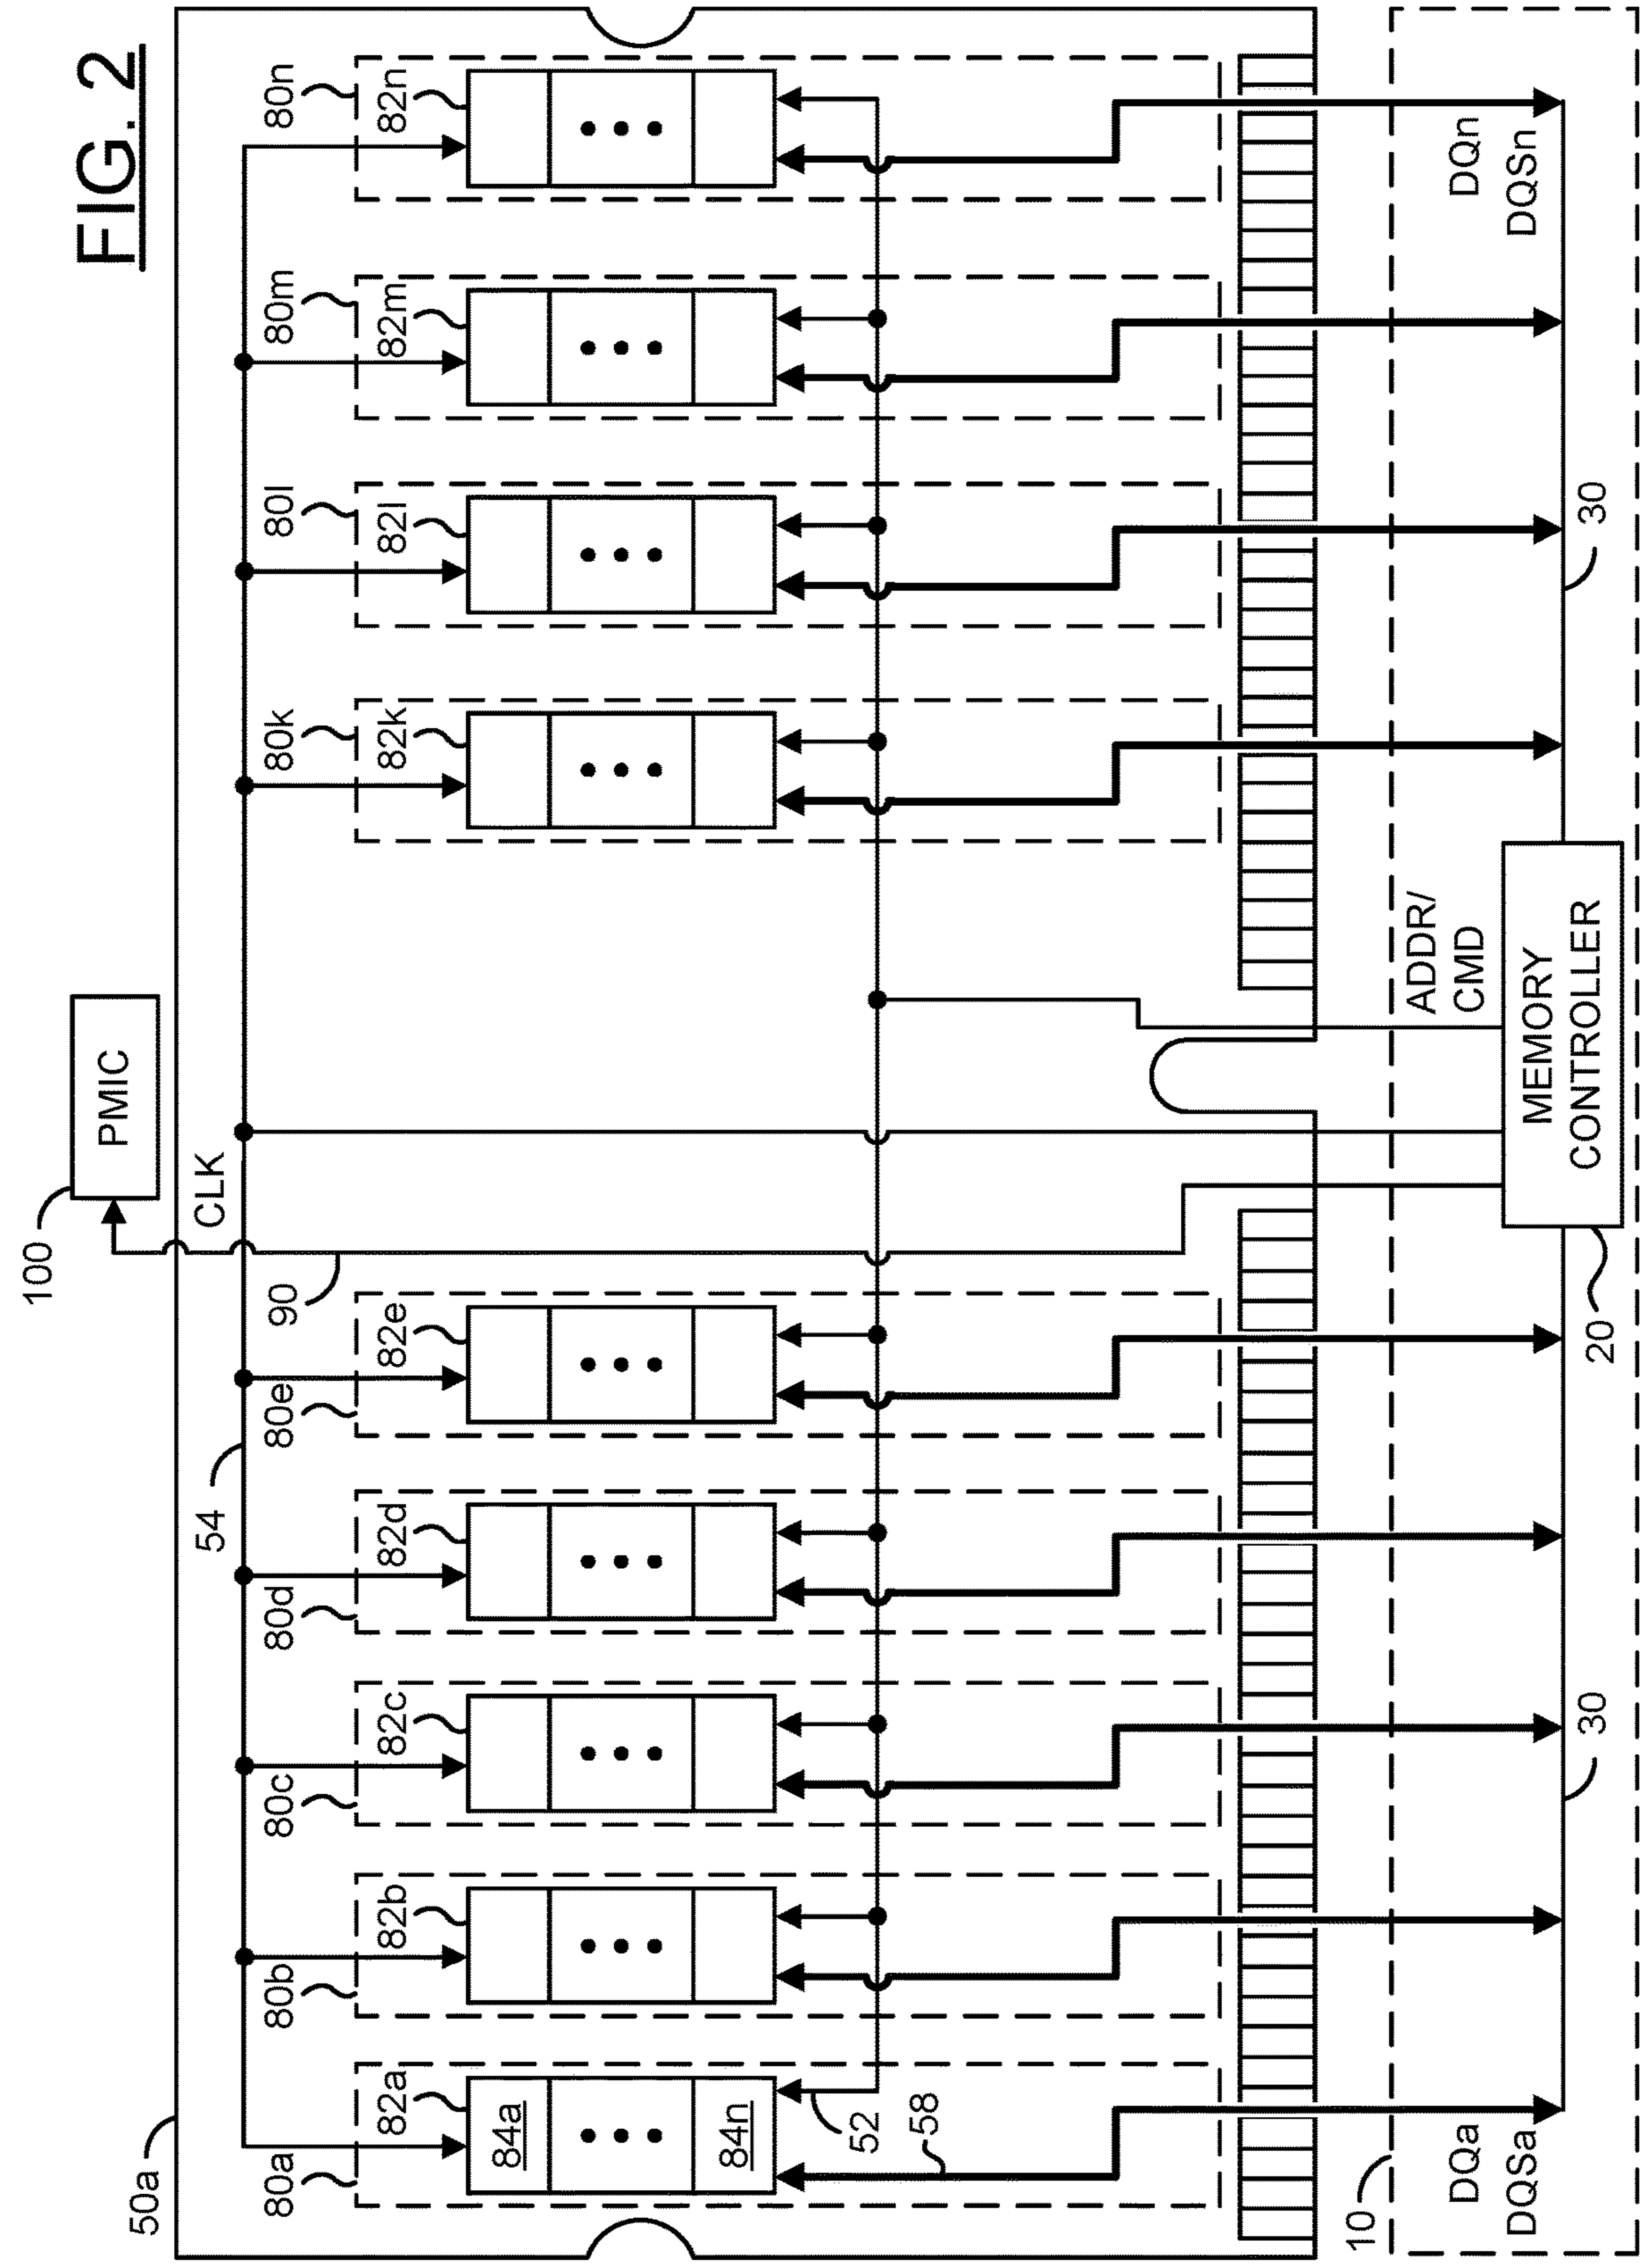 FIG. 2
100
PMIC
50a
54
CLK
90
80a
80b
80c
80d
80e
80k
80l
80m
80n
82a
82b
82c
82d
82e
82k
82l
82m
82n
84a
84n
52
58
10
ADDR/
CMD
DQa
DQSa
DQn
DQSn
30
30
20
MEMORY
CONTROLLER